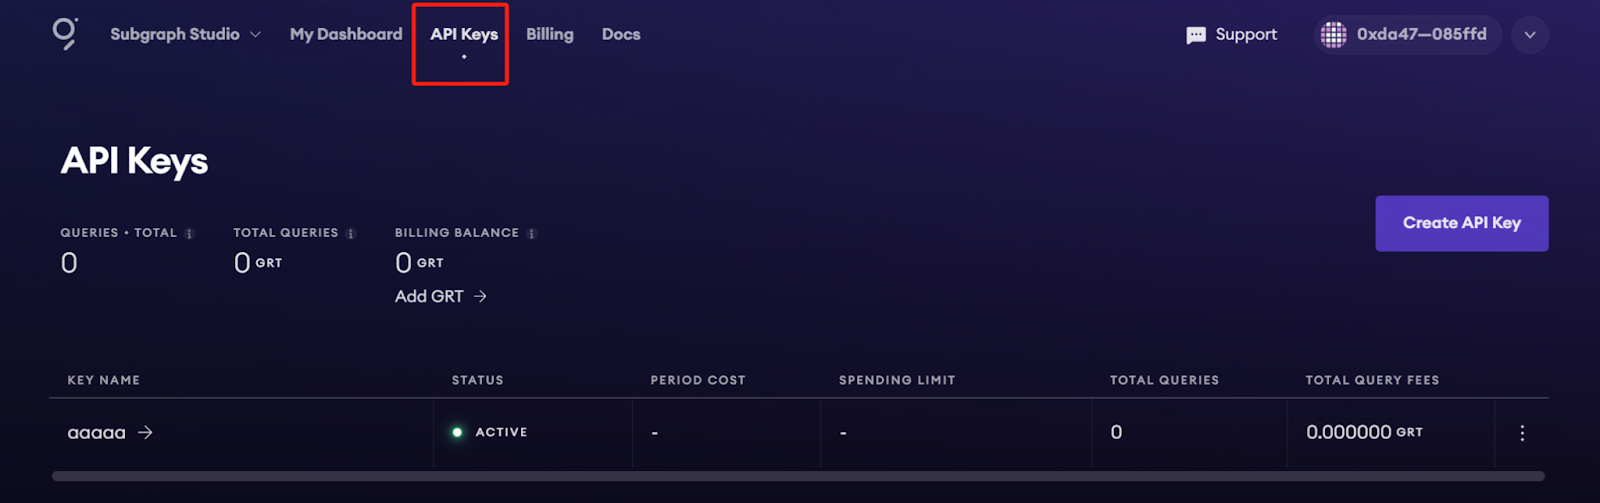 Subgraph Studio My Dashboard API Keys Billing Docs Support 0xda47—085ffd
API Keys
Create API Key
QUERIES • TOTAL TOTAL QUERIES BILLING BALANCE
0 0 GRT 0 GRT
Add GRT →
KEY NAME STATUS PERIOD COST SPENDING LIMIT TOTAL QUERIES TOTAL QUERY FEES
aaaaa → ACTIVE - - 0 0.000000 GRT